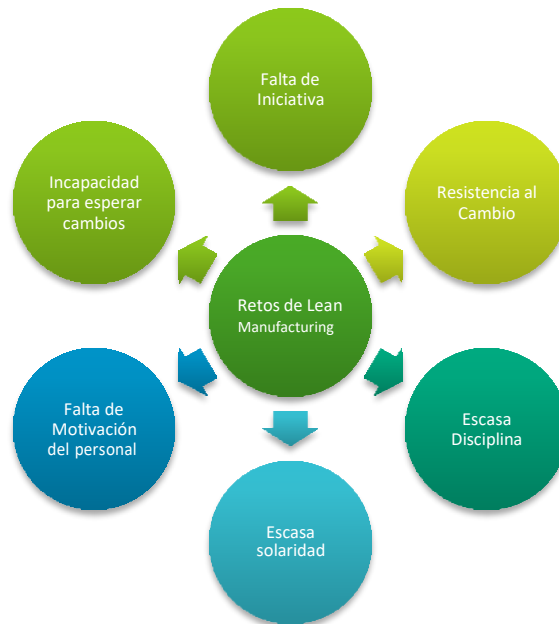 Falta de
Iniciativa
Incapacidad
para esperar
cambios
Resistencia al
Cambio
Retos de Lean
Manufacturing
Falta de
Motivación
del personal
Escasa
Disciplina
Escasa
solaridad